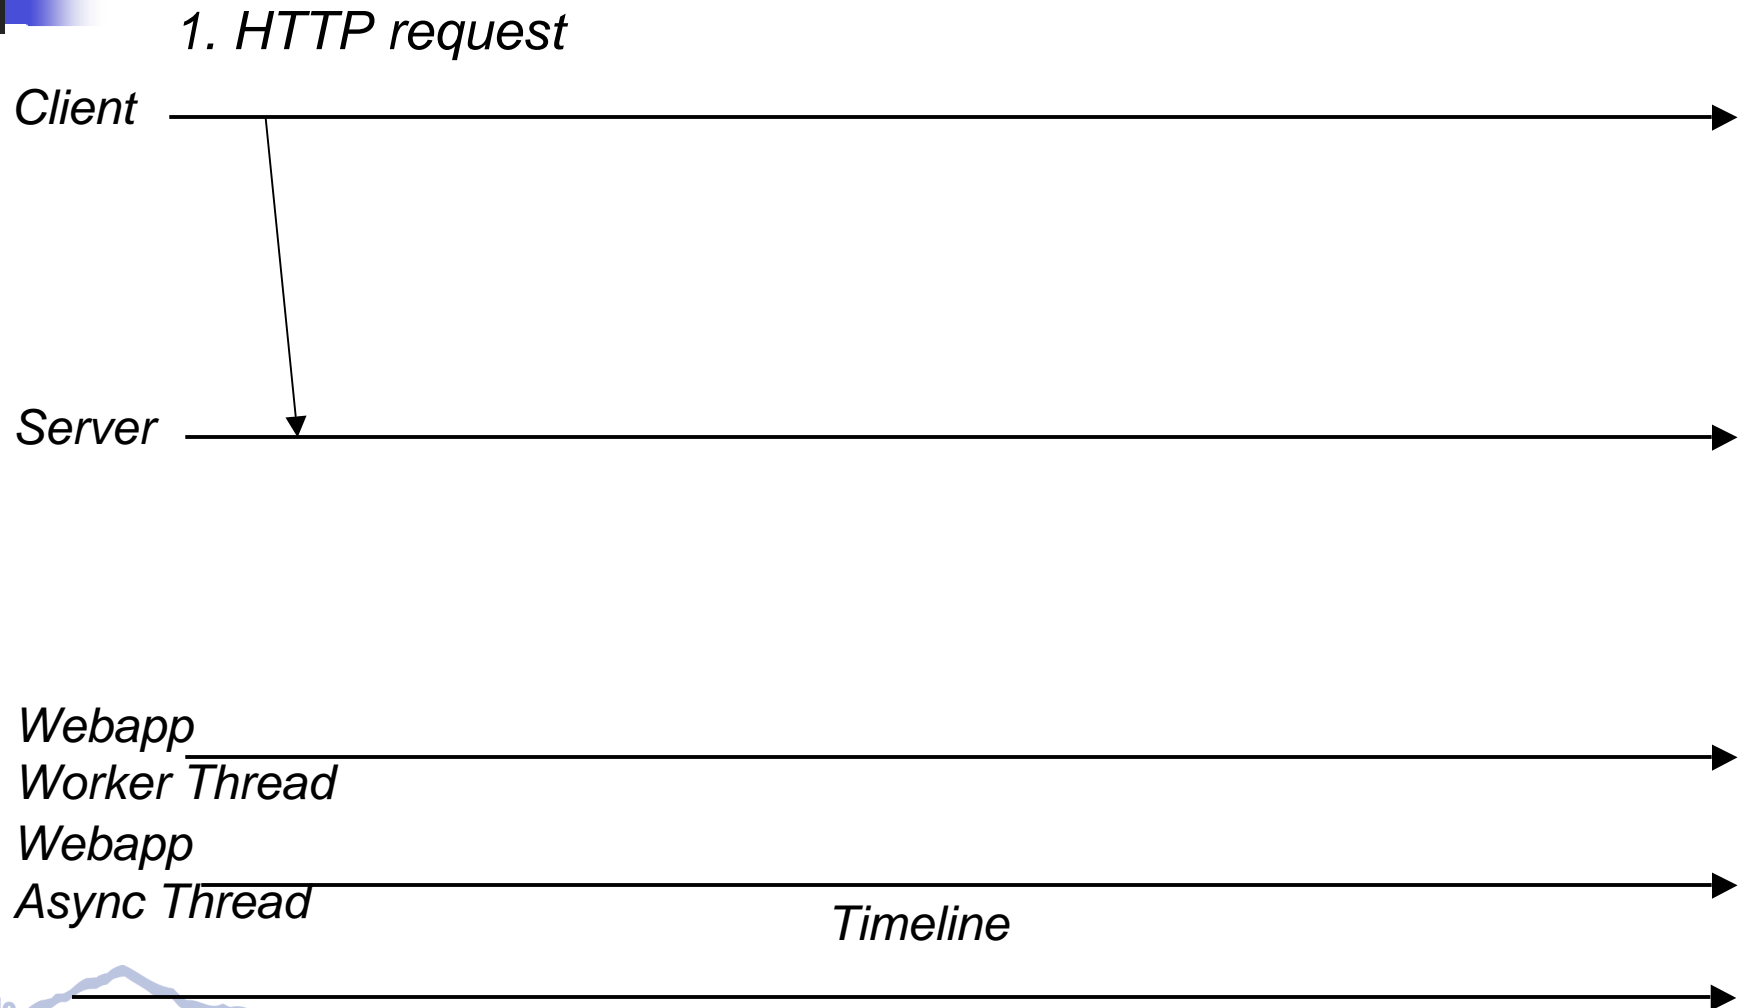 1. HTTP request
Client
Server
Webapp
Worker Thread
Webapp
Async Thread
Timeline